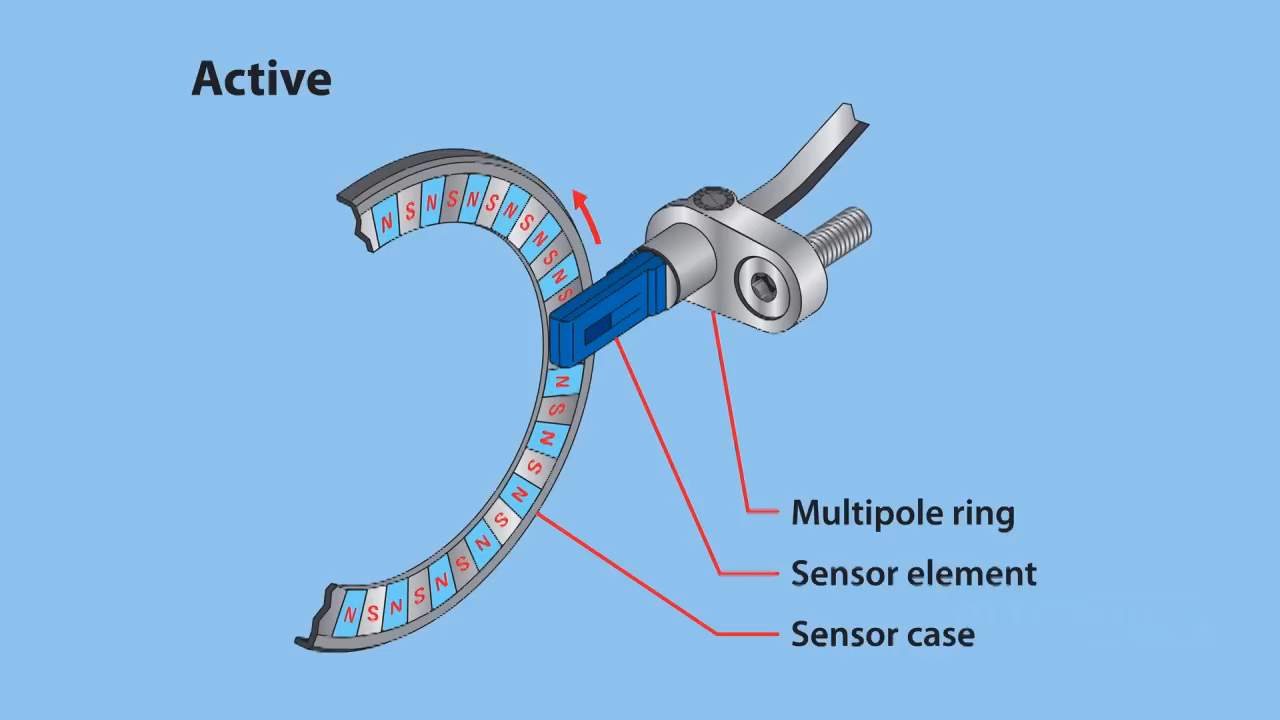 Active
N S N S N S N S N S N S
N S N S N S N S N S N S N
Multipole ring
Sensor element
Sensor case